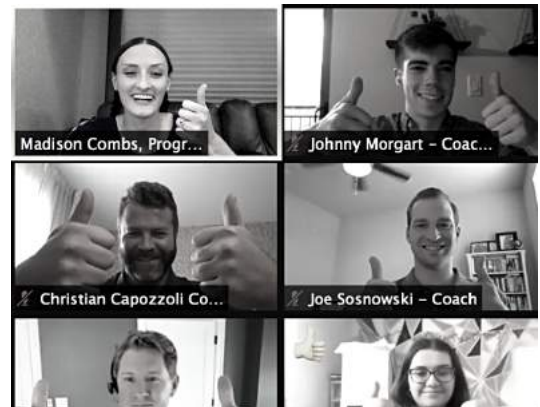 Madison Combs, Progr...
Johnny Morgart – Coac...
Christian Capozzoli Co...
Joe Sosnowski – Coach